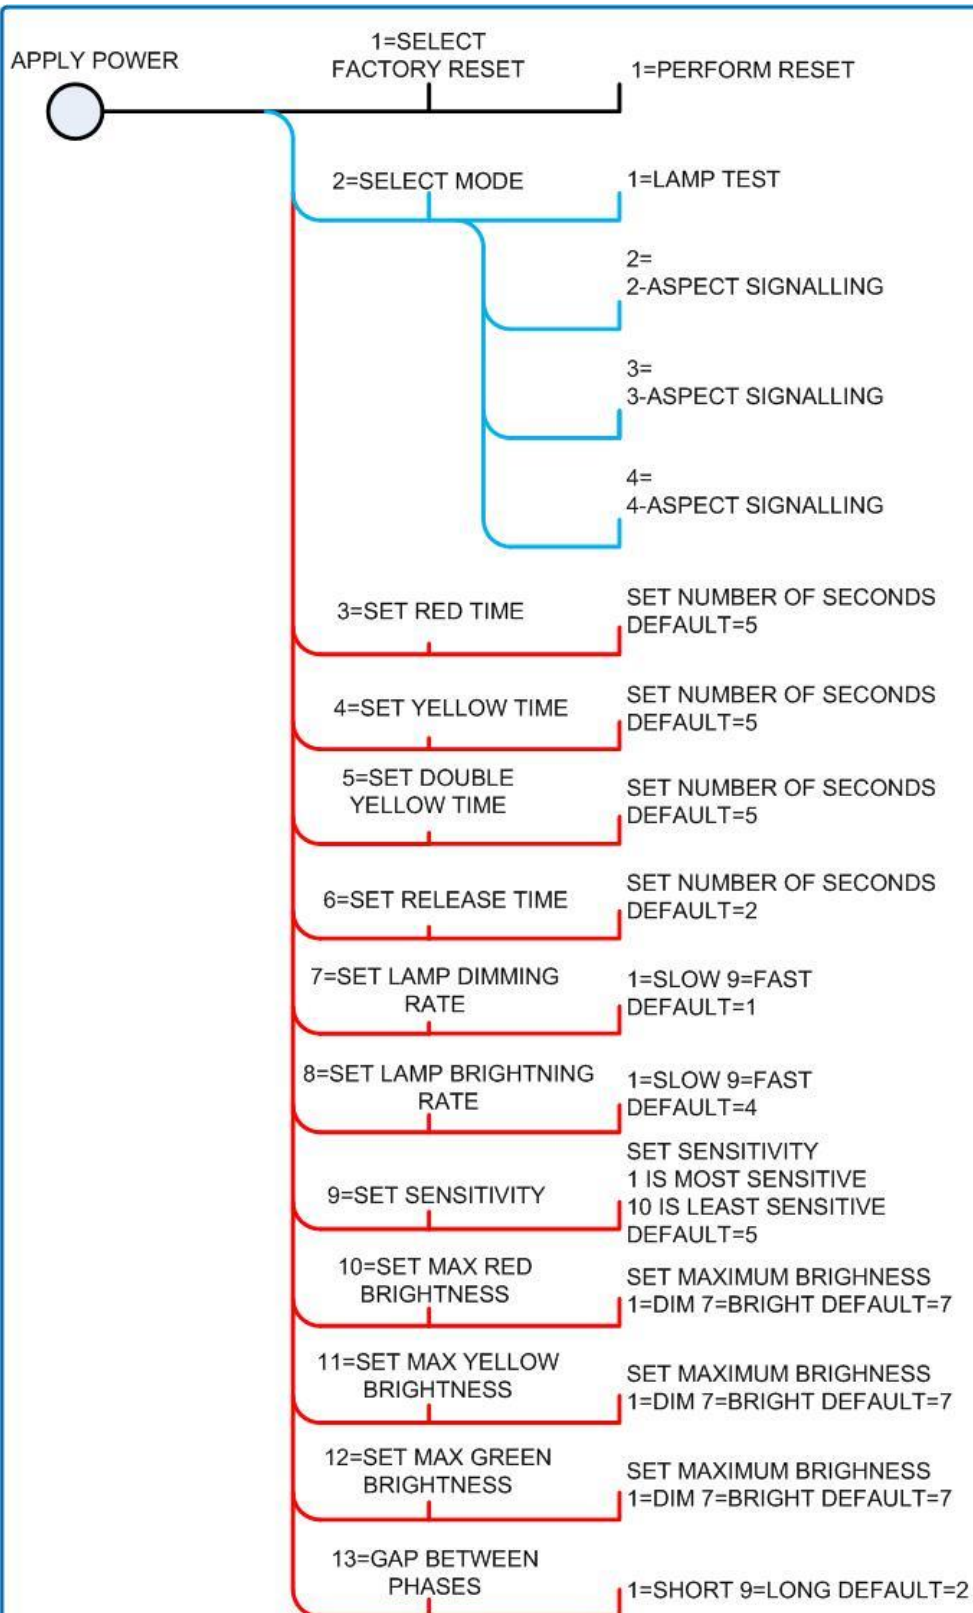 APPLY POWER
1=SELECT
FACTORY RESET
1=PERFORM RESET
2=SELECT MODE
1=LAMP TEST
2=
2-ASPECT SIGNALLING
3=
3-ASPECT SIGNALLING
4=
4-ASPECT SIGNALLING
3=SET RED TIME
SET NUMBER OF SECONDS
DEFAULT=5
4=SET YELLOW TIME
SET NUMBER OF SECONDS
DEFAULT=5
5=SET DOUBLE
YELLOW TIME
SET NUMBER OF SECONDS
DEFAULT=5
6=SET RELEASE TIME
SET NUMBER OF SECONDS
DEFAULT=2
7=SET LAMP DIMMING
RATE
1=SLOW 9=FAST
DEFAULT=1
8=SET LAMP BRIGHTNING
RATE
1=SLOW 9=FAST
DEFAULT=4
9=SET SENSITIVITY
SET SENSITIVITY
1 IS MOST SENSITIVE
10 IS LEAST SENSITIVE
DEFAULT=5
10=SET MAX RED
BRIGHTNESS
SET MAXIMUM BRIGHNESS
1=DIM 7=BRIGHT DEFAULT=7
11=SET MAX YELLOW
BRIGHTNESS
SET MAXIMUM BRIGHNESS
1=DIM 7=BRIGHT DEFAULT=7
12=SET MAX GREEN
BRIGHTNESS
SET MAXIMUM BRIGHNESS
1=DIM 7=BRIGHT DEFAULT=7
13=GAP BETWEEN
PHASES
1=SHORT 9=LONG DEFAULT=2